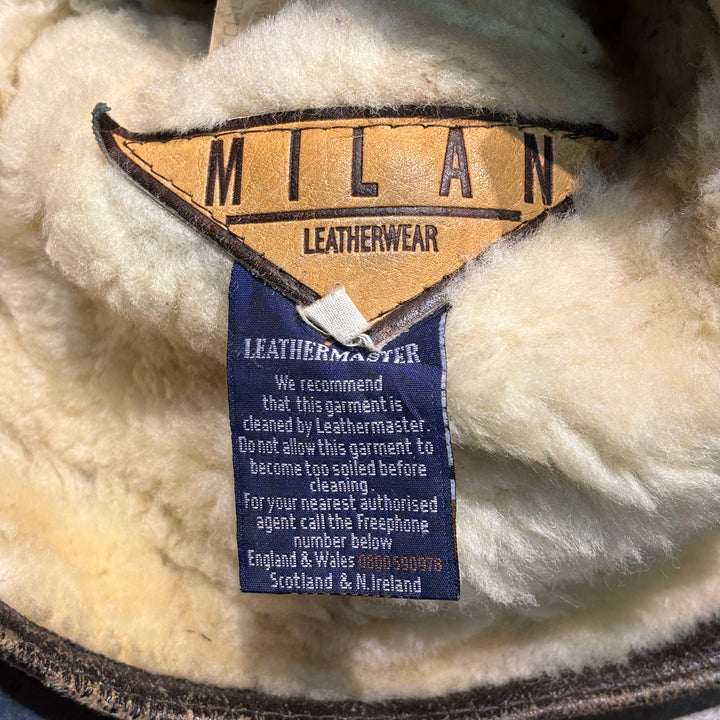 MILAN
LEATHERWEAR
LEATHERMASTER
We recommend
that this garment is
cleaned by Leathermaster.
Do not allow this garment to
become too soiled before
cleaning.
For your nearest authorised
agent call the Freephone
number below
England & Wales 0800 590978
Scotland & N.Ireland